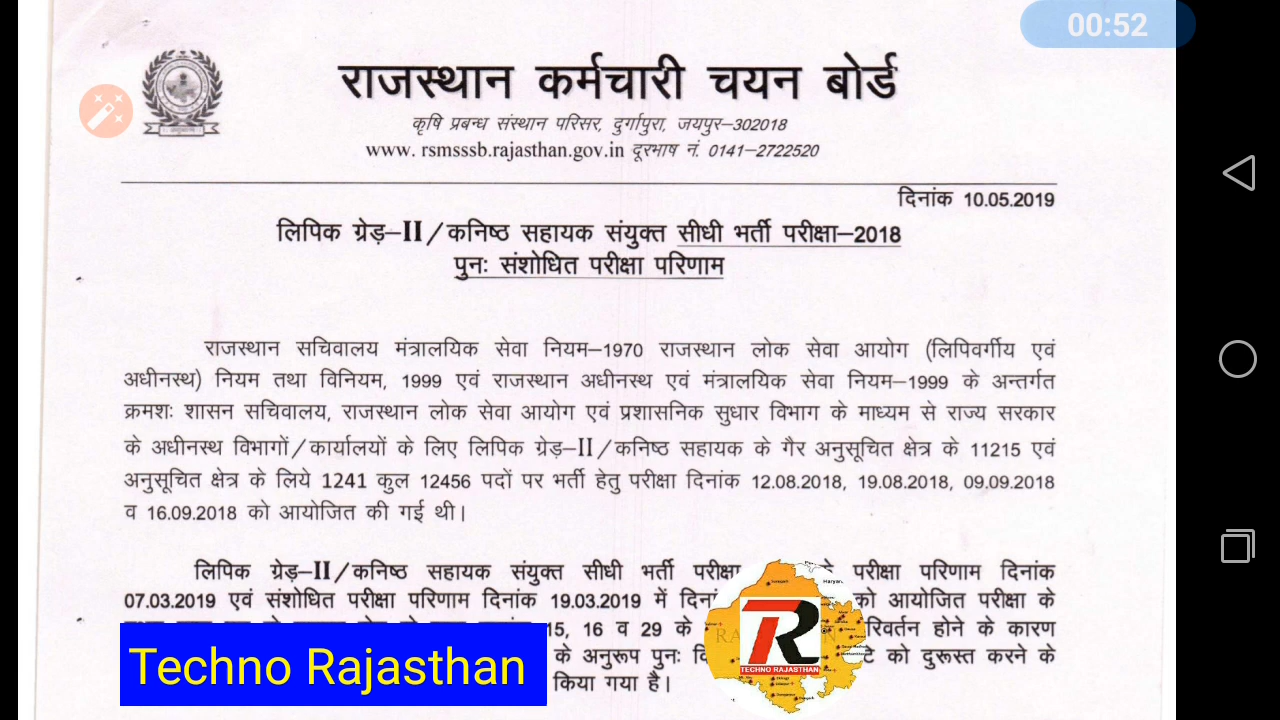 00:52
राजस्थान कर्मचारी चयन बोर्ड
कृषि प्रबन्ध संस्थान परिसर, दुर्गापुरा, जयपुर–302018
www. rsmsssb.rajasthan.gov.in दूरभाष नं. 0141–2722520
दिनांक 10.05.2019
लिपिक ग्रेड़–II/कनिष्ठ सहायक संयुक्त सीधी भर्ती परीक्षा–2018
पुनः संशोधित परीक्षा परिणाम
राजस्थान सचिवालय मंत्रालयिक सेवा नियम–1970 राजस्थान लोक सेवा आयोग (लिपिवर्गीय एवं
अधीनस्थ) नियम तथा विनियम, 1999 एवं राजस्थान अधीनस्थ एवं मंत्रालयिक सेवा नियम–1999 के अन्तर्गत
क्रमशः शासन सचिवालय, राजस्थान लोक सेवा आयोग एवं प्रशासनिक सुधार विभाग के माध्यम से राज्य सरकार
के अधीनस्थ विभागों/कार्यालयों के लिए लिपिक ग्रेड़–II/कनिष्ठ सहायक के गैर अनुसूचित क्षेत्र के 11215 एवं
अनुसूचित क्षेत्र के लिये 1241 कुल 12456 पदों पर भर्ती हेतु परीक्षा दिनांक 12.08.2018, 19.08.2018, 09.09.2018
व 16.09.2018 को आयोजित की गई थी।
लिपिक ग्रेड़–II/कनिष्ठ सहायक संयुक्त सीधी भर्ती परीक्षा परीक्षा परिणाम दिनांक
07.03.2019 एवं संशोधित परीक्षा परिणाम दिनांक 19.03.2019 में को आयोजित परीक्षा के
15, 16 व 29 के रिवर्तन होने के कारण
के अनुरूप पुनः को दुरूस्त करने के
किया गया है।
Techno Rajasthan
TECHNO RAJASTHAN